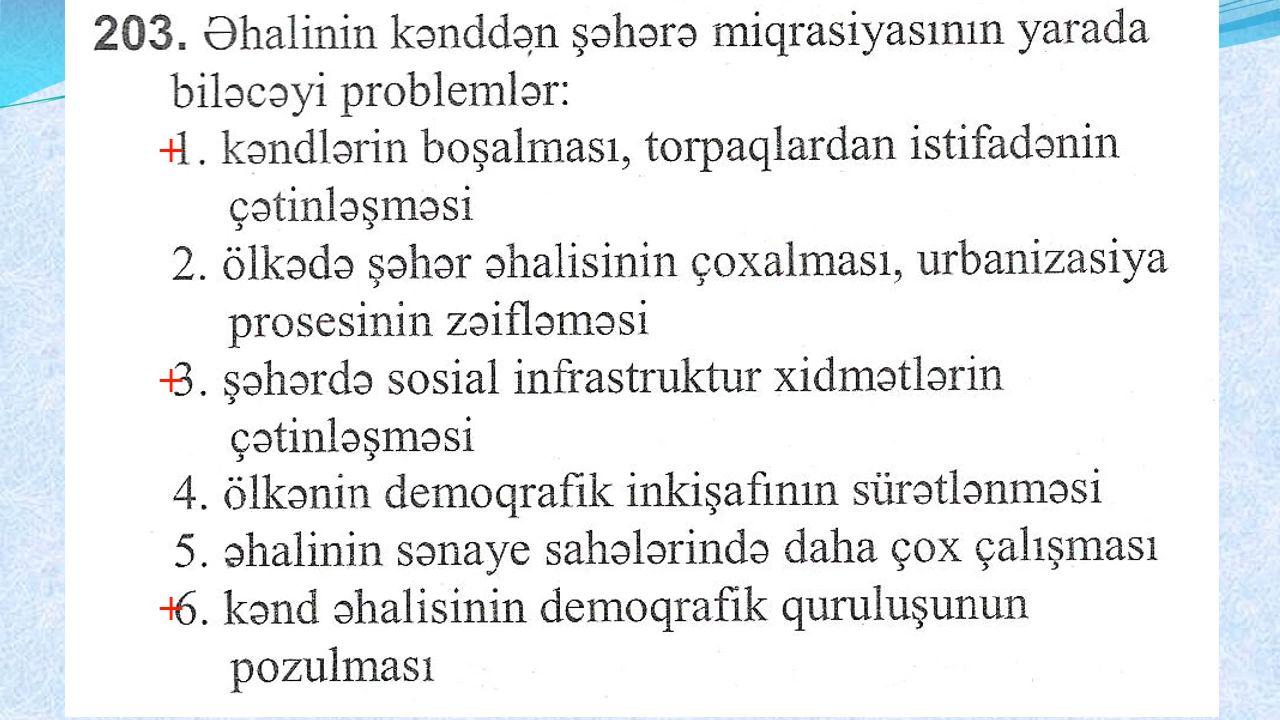 203. Əhalinin kənddən şəhərə miqrasiyasının yarada
biləcəyi problemlər:
+1. kəndlərin boşalması, torpaqlardan istifadənin
çətinləşməsi
2. ölkədə şəhər əhalisinin çoxalması, urbanizasiya
prosesinin zəifləməsi
+3. şəhərdə sosial infrastruktur xidmətlərin
çətinləşməsi
4. ölkənin demoqrafik inkişafının sürətlənməsi
5. əhalinin sənaye sahələrində daha çox çalışması
+6. kənd əhalisinin demoqrafik quruluşunun
pozulması